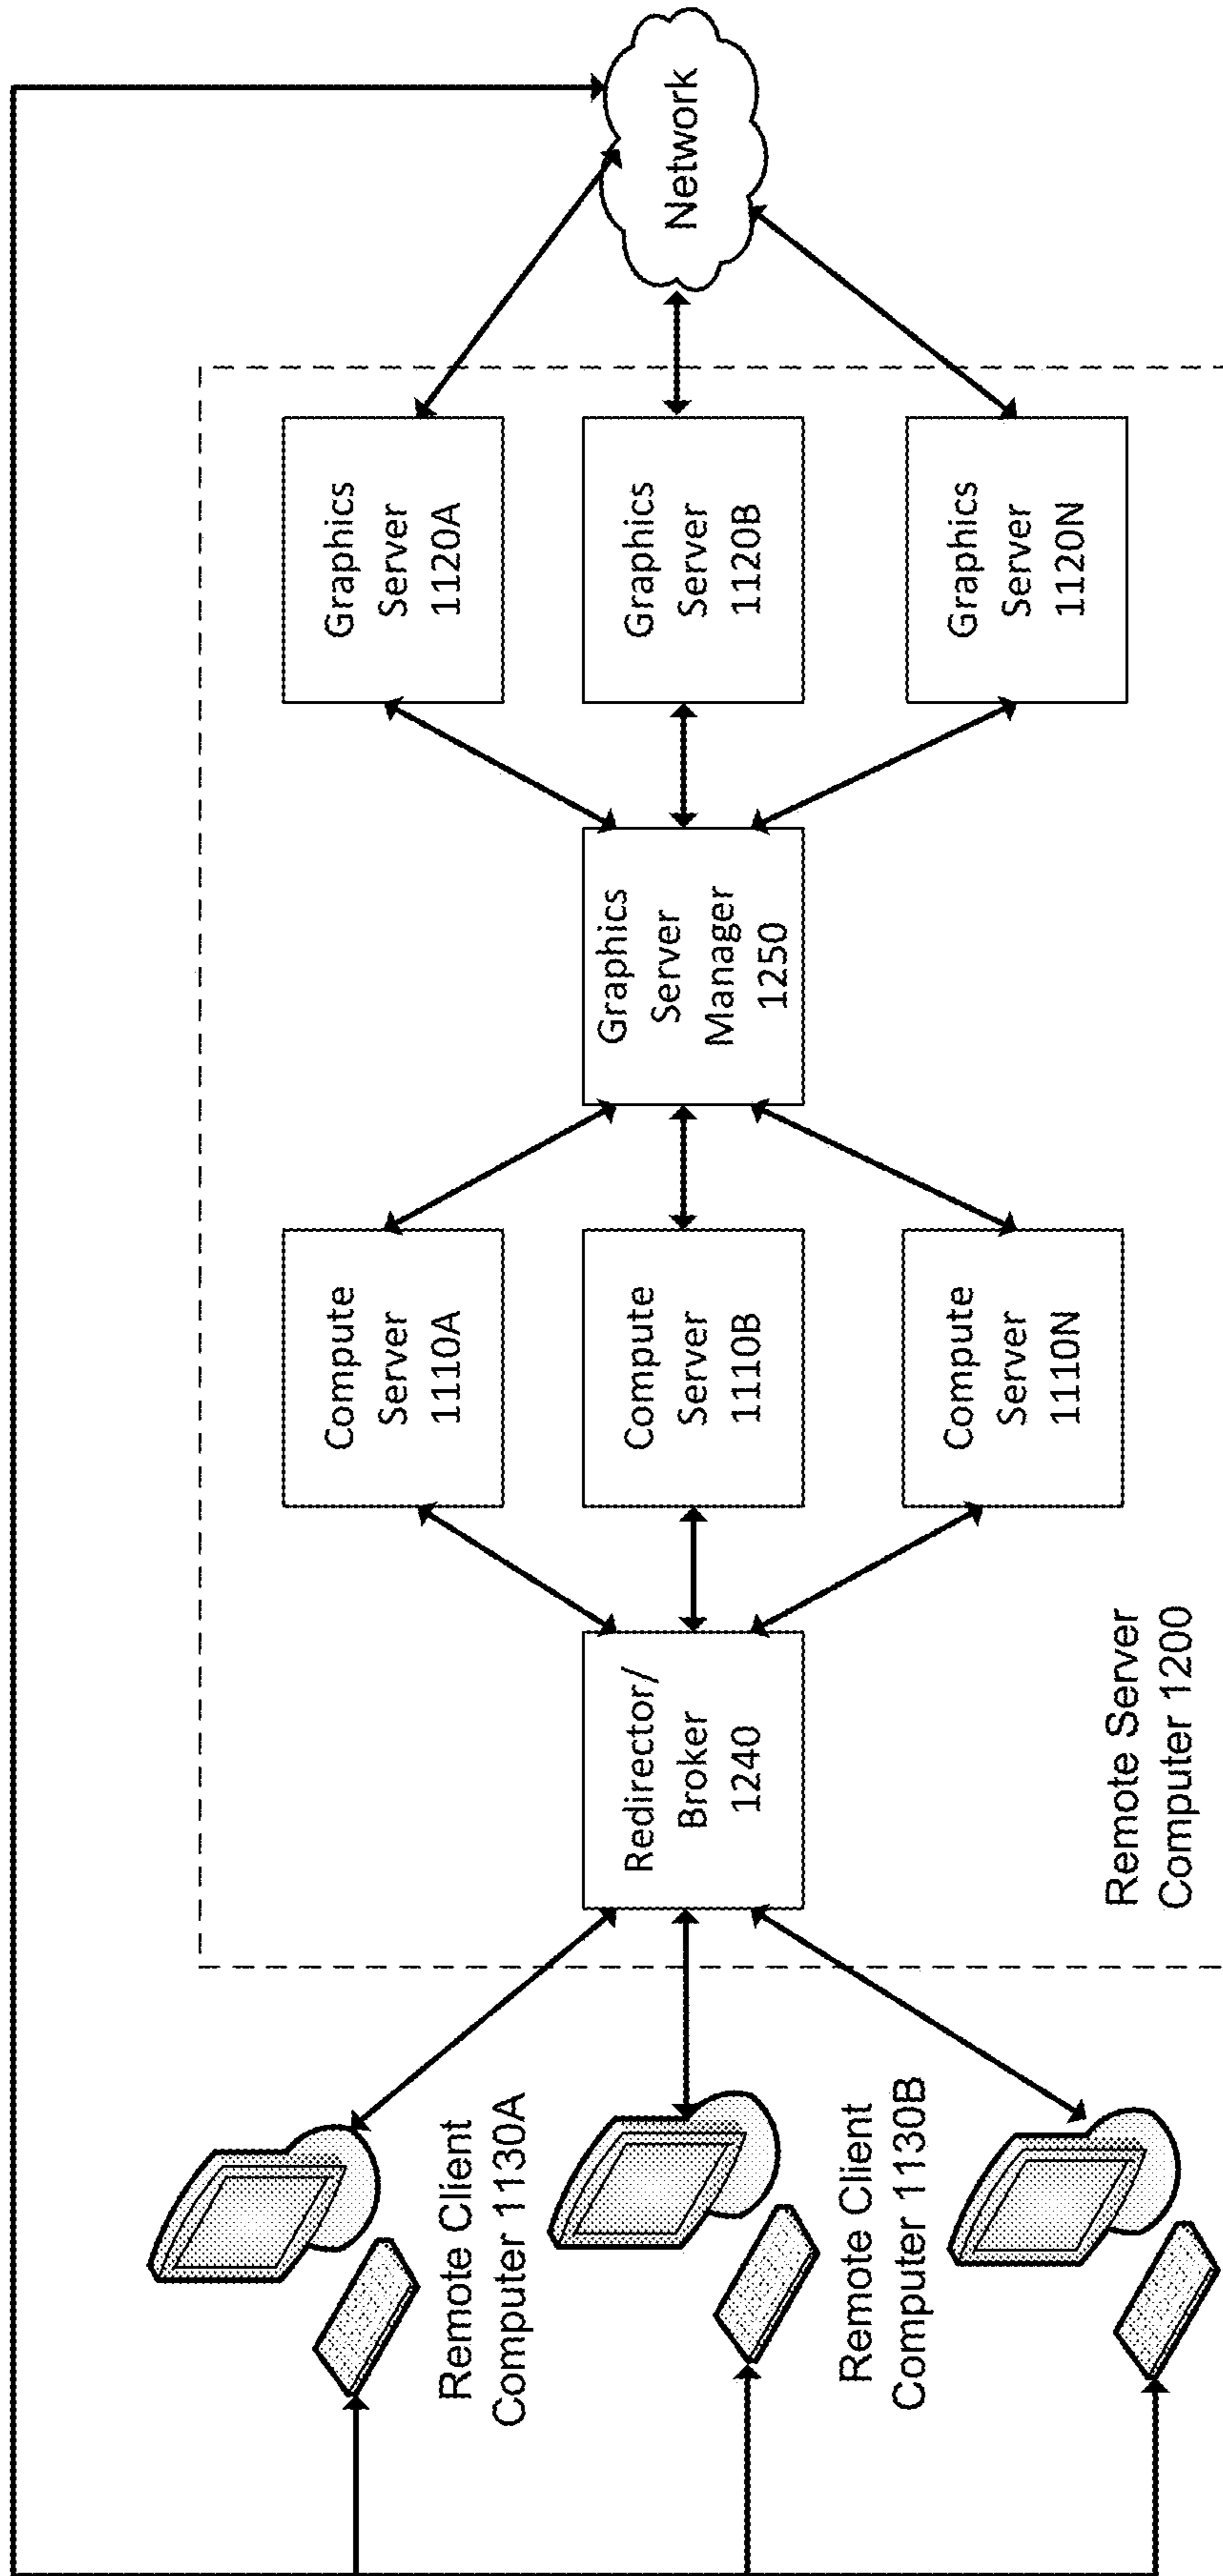 Remote Client
Computer 1130A
Remote Client
Computer 1130B
Redirector/
Broker
1240
Compute
Server
1110A
Compute
Server
1110B
Compute
Server
1110N
Graphics
Server
Manager
1250
Graphics
Server
1120A
Graphics
Server
1120B
Graphics
Server
1120N
Network
Remote Server
Computer 1200